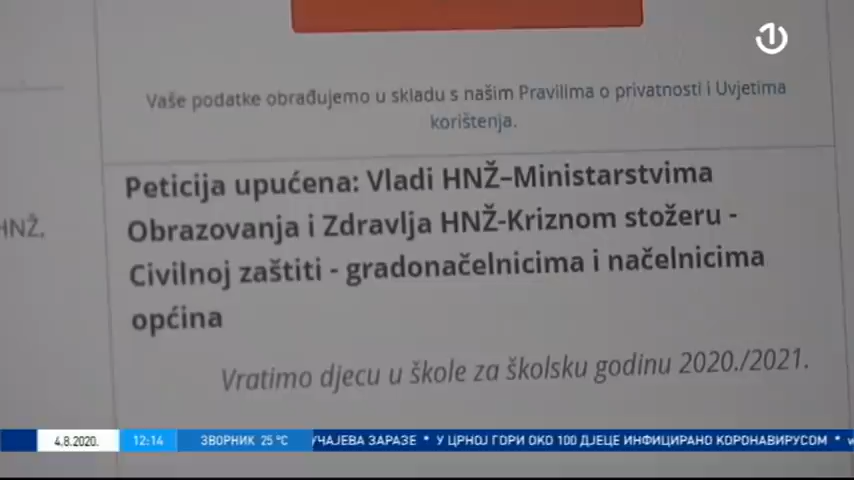 Vaše podatke obrađujemo u skladu s našim Pravilima o privatnosti i Uvjetima
korištenja.
HNŽ.
Peticija upućena: Vladi HNŽ–Ministarstvima
Obrazovanja i Zdravlja HNŽ-Kriznom stožeru -
Civilnoj zaštiti - gradonačelnicima i načelnicima
općina
Vratimo djecu u škole za školsku godinu 2020./2021.
4.8.2020. 12:14 ЗВОРНИК 25 °C УЧАЈЕВА ЗАРАЗЕ * У ЦРНОЈ ГОРИ ОКО 100 ДЈЕЦЕ ИНФИЦИРАНО КОРОНАВИРУСОМ *